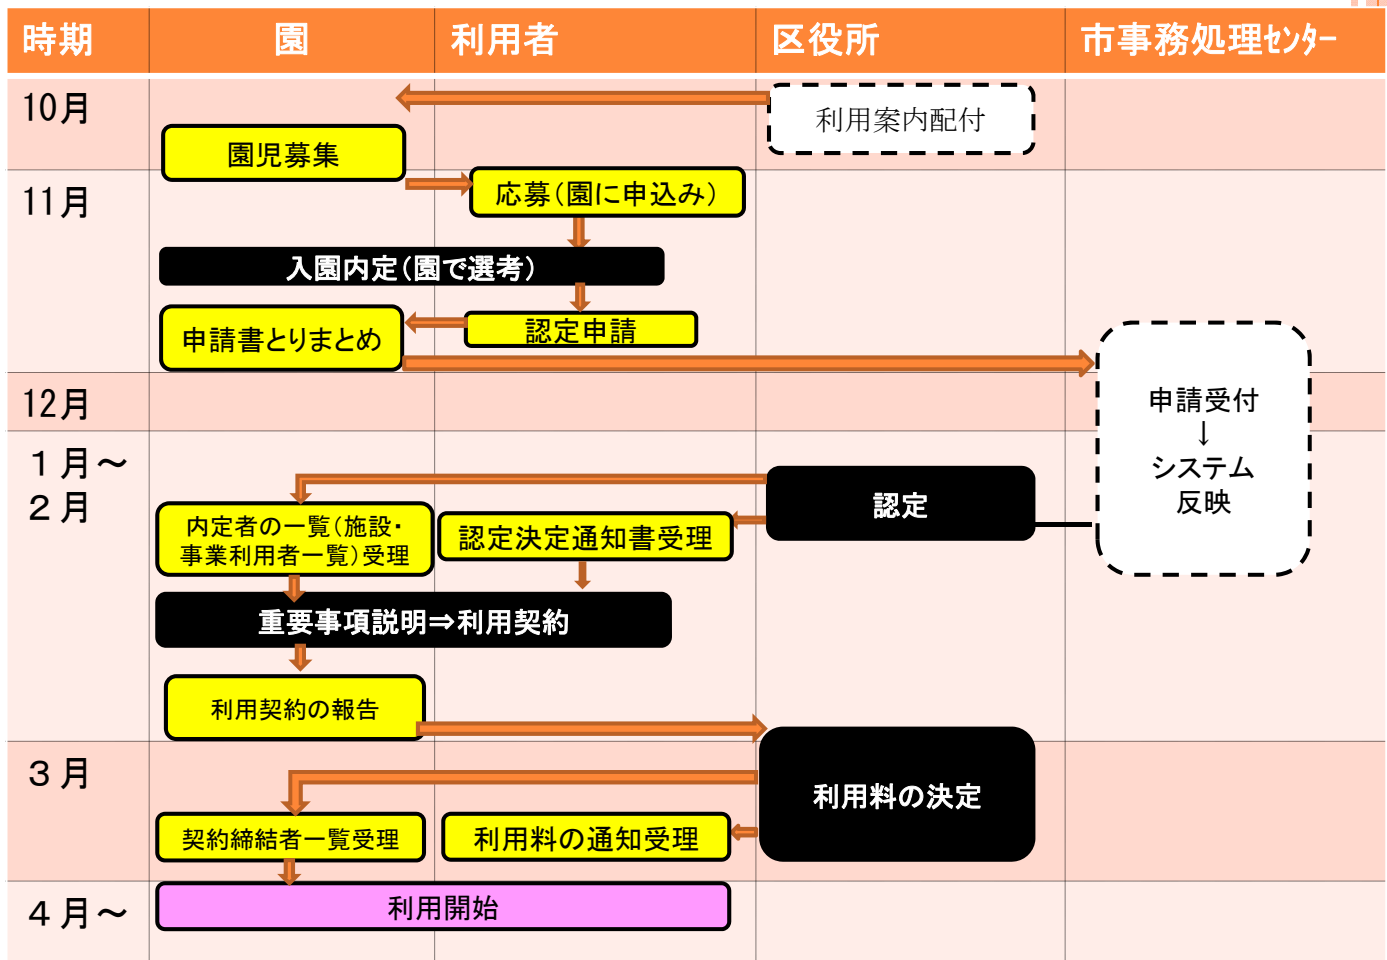 時期
園
利用者
区役所
市事務処理ｾﾝﾀｰ
10月
利用案内配付
園児募集
11月
応募（園に申込み）
入園内定（園で選考）
申請書とりまとめ
認定申請
12月
申請受付
↓
システム
反映
１月～
２月
認定
内定者の一覧（施設・
事業利用者一覧）受理
認定決定通知書受理
重要事項説明⇒利用契約
利用契約の報告
３月
利用料の決定
契約締結者一覧受理
利用料の通知受理
４月～
利用開始